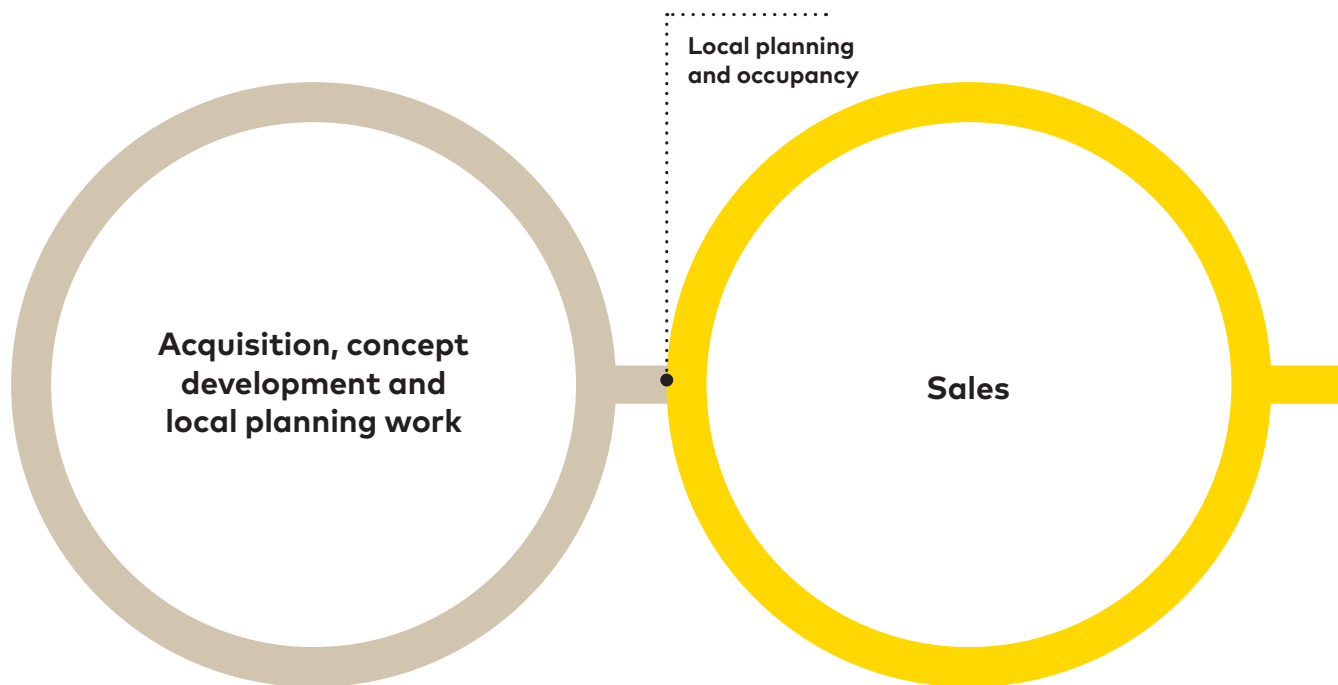 Local planning
and occupancy
Acquisition, concept
development and
local planning work
Sales